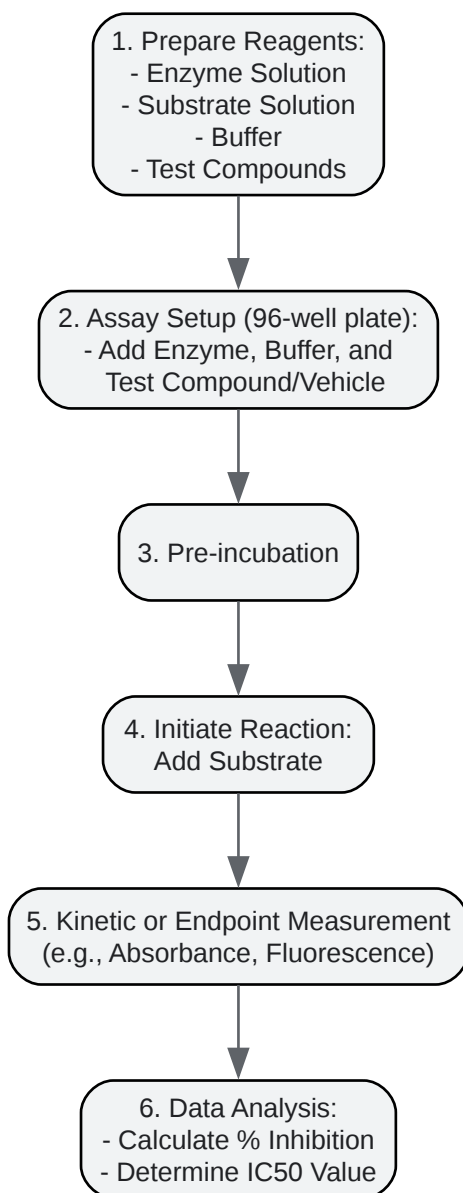 1. Prepare Reagents:
- Enzyme Solution
- Substrate Solution
- Buffer
- Test Compounds
2. Assay Setup (96-well plate):
- Add Enzyme, Buffer, and
Test Compound/Vehicle
3. Pre-incubation
4. Initiate Reaction:
Add Substrate
5. Kinetic or Endpoint Measurement
(e.g., Absorbance, Fluorescence)
6. Data Analysis:
- Calculate % Inhibition
- Determine IC50 Value